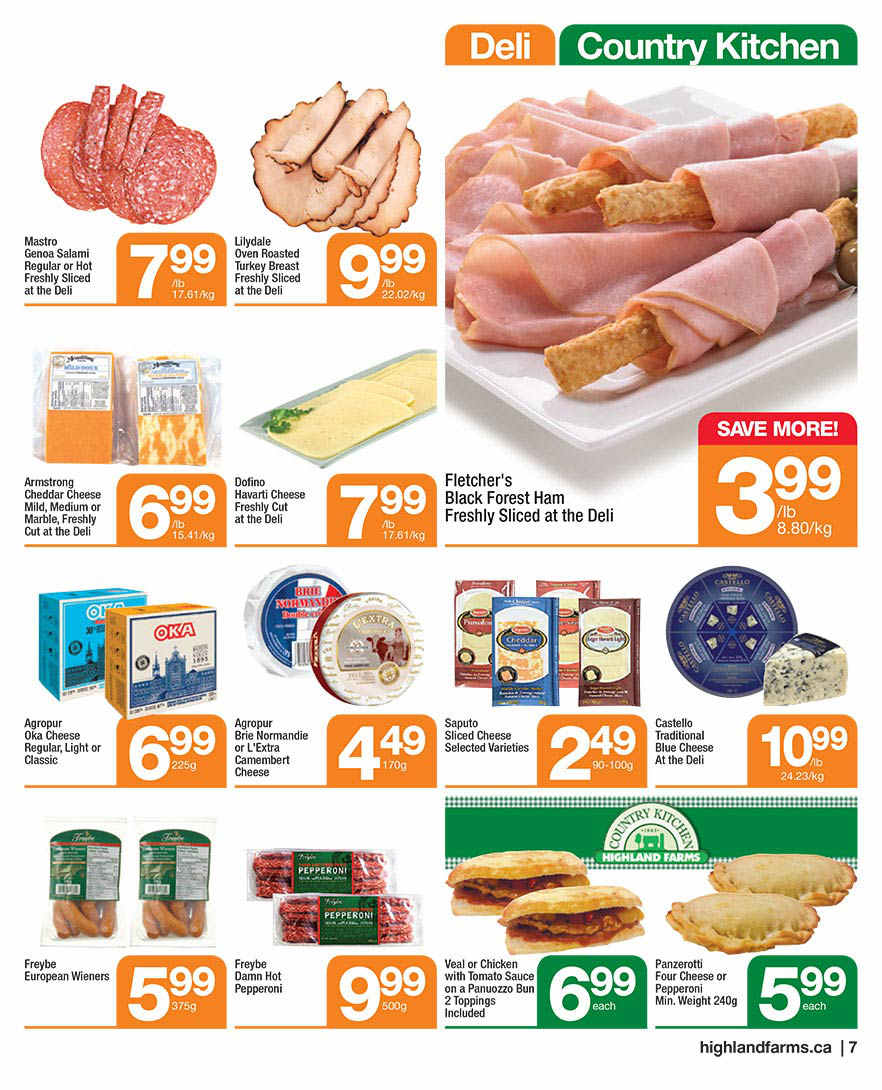 Deli
Country Kitchen
Mastro
Genoa Salami
Regular or Hot
Freshly Sliced
at the Deli
7.99
/lb
17.61/kg
Lilydale
Oven Roasted
Turkey Breast
Freshly Sliced
at the Deli
9.99
/lb
22.02/kg
SAVE MORE!
Fletcher's
Black Forest Ham
Freshly Sliced at the Deli
3.99
/lb
8.80/kg
Armstrong
MILD DOUX
Armstrong
Armstrong
Cheddar Cheese
Mild, Medium or
Marble, Freshly
Cut at the Deli
6.99
/lb
15.41/kg
Dofino
Havarti Cheese
Freshly Cut
at the Deli
7.99
/lb
17.61/kg
OKA
OKA
1893
Agropur
Oka Cheese
Regular, Light or
Classic
6.99
225g
BRIE
NORMANDIE
L'EXTRA
Agropur
Brie Normandie
or L'Extra
Camembert
Cheese
4.49
170g
Cheddar
Saputo
Sliced Cheese
Selected Varieties
2.49
90-100g
CASTELLO
Castello
Traditional
Blue Cheese
At the Deli
10.99
/lb
24.23/kg
Freybe
Freybe
Freybe
European Wieners
5.99
375g
Freybe
PEPPERONI
Freybe
PEPPERONI
Freybe
Damn Hot
Pepperoni
9.99
500g
COUNTRY KITCHEN
HIGHLAND FARMS
Veal or Chicken
with Tomato Sauce
on a Panuozzo Bun
2 Toppings
Included
6.99
each
Panzerotti
Four Cheese or
Pepperoni
Min. Weight 240g
5.99
each
highlandfarms.ca | 7